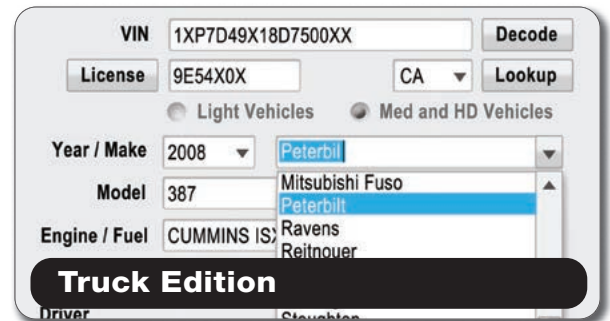 VIN 1XP7D49X18D7500XX Decode
License 9E54X0X CA Lookup
Light Vehicles Med and HD Vehicles
Year / Make 2008 Peterbil
Mitsubishi Fuso
Model 387
Peterbilt
Ravens
Engine / Fuel CUMMINS ISX
Reitnouer
Truck Edition
Driver
Stoughton